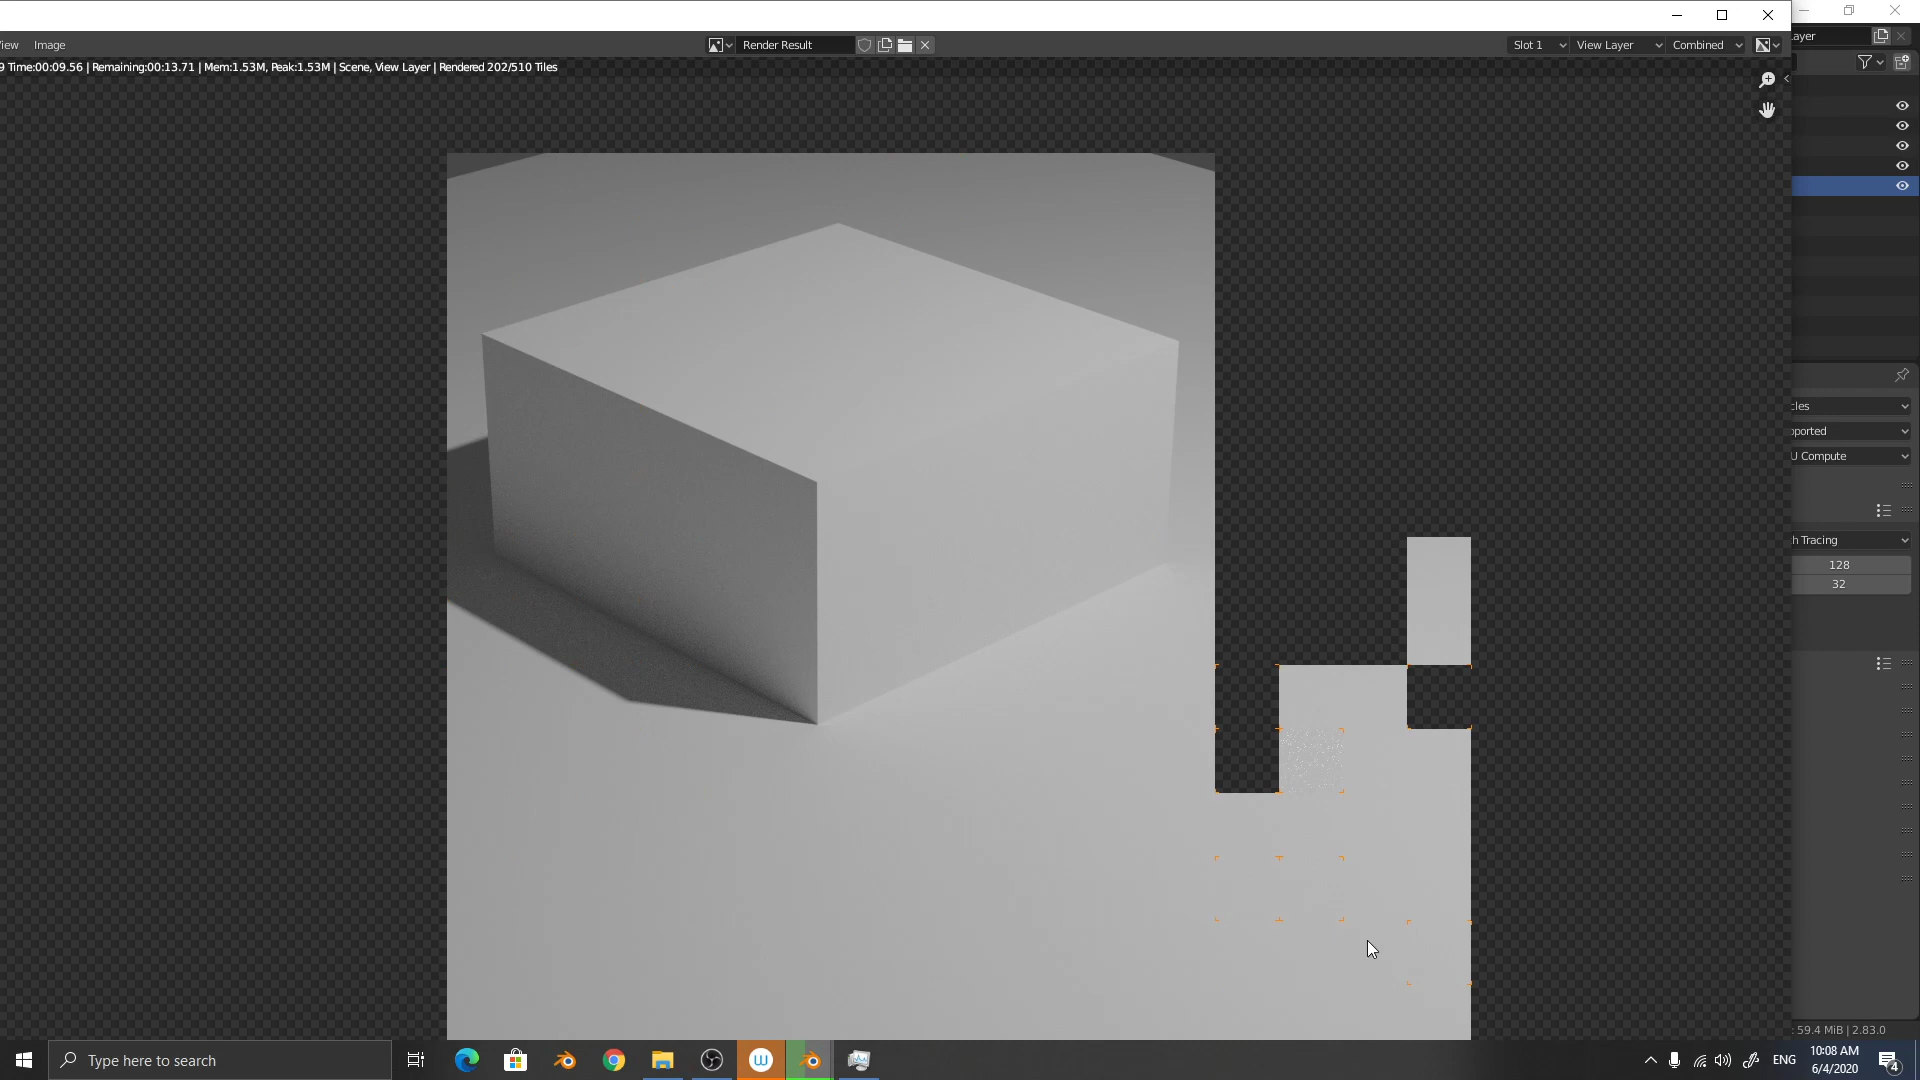 iew Image Render Result Slot 1 View Layer Combined
ayer
9 Time:00:09.56 | Remaining:00:13.71 | Mem:1.53M, Peak:1.53M | Scene, View Layer | Rendered 202/510 Tiles
cles
pported
U Compute
h Tracing
128
32
: 59.4 MiB | 2.83.0
Type here to search
ENG
10:08 AM
6/4/2020
4